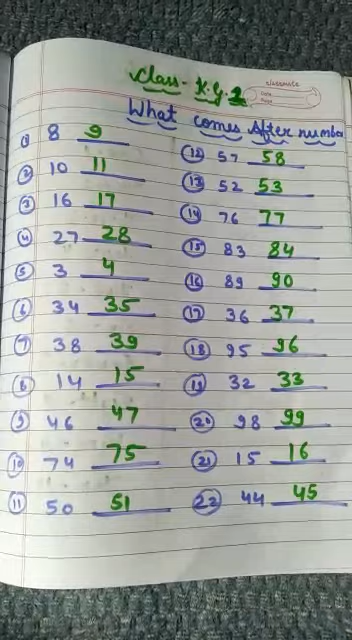 Class - K.G-2
classmate
Date
Page
What comes After number
① 8 9
② 10 11
③ 16 17
④ 27 28
⑤ 3 4
⑥ 34 35
⑦ 38 39
⑧ 14 15
⑨ 46 47
⑩ 74 75
⑪ 50 51
⑫ 57 58
⑬ 52 53
⑭ 76 77
⑮ 83 84
⑯ 89 90
⑰ 36 37
⑱ 95 96
⑲ 32 33
⑳ 98 99
㉑ 15 16
㉒ 44 45